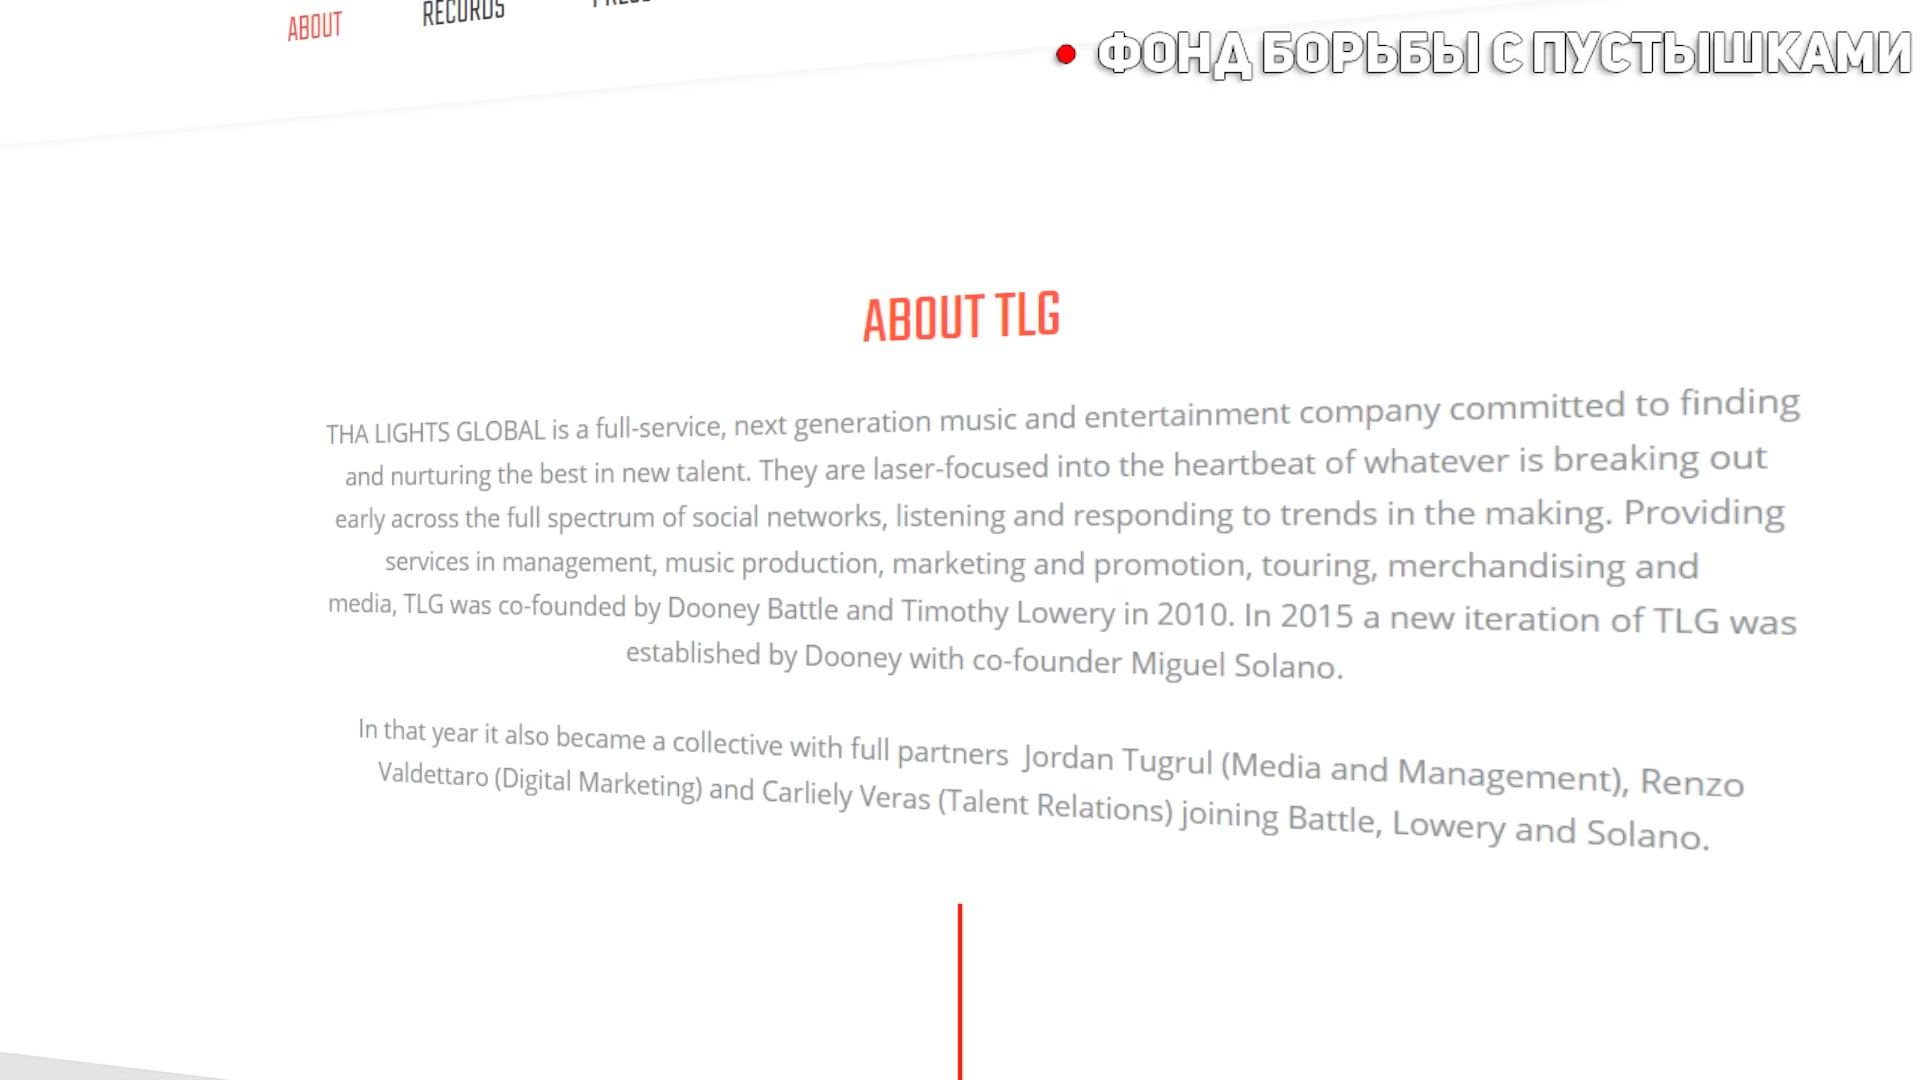 ABOUT
RECORDS
ФОНД БОРЬБЫ С ПУСТЫШКАМИ
ABOUT TLG
THA LIGHTS GLOBAL is a full-service, next generation music and entertainment company committed to finding
and nurturing the best in new talent. They are laser-focused into the heartbeat of whatever is breaking out
early across the full spectrum of social networks, listening and responding to trends in the making. Providing
services in management, music production, marketing and promotion, touring, merchandising and
media, TLG was co-founded by Dooney Battle and Timothy Lowery in 2010. In 2015 a new iteration of TLG was
established by Dooney with co-founder Miguel Solano.
In that year it also became a collective with full partners Jordan Tugrul (Media and Management), Renzo
Valdettaro (Digital Marketing) and Carliely Veras (Talent Relations) joining Battle, Lowery and Solano.